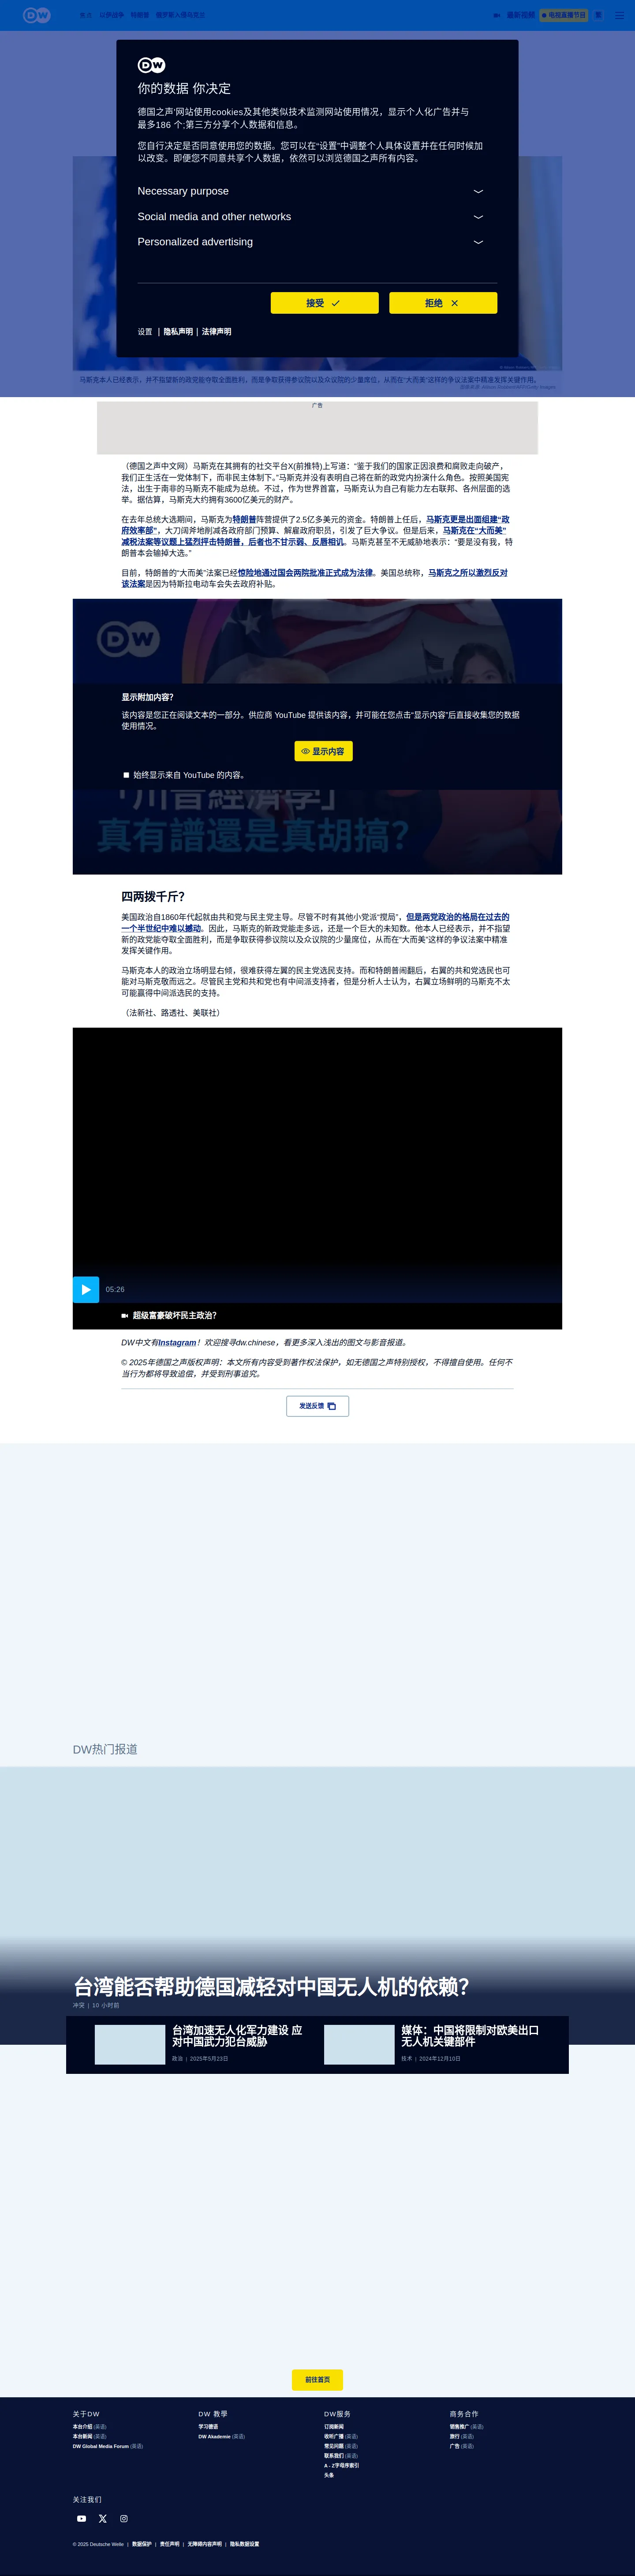 DW
最新视频
电视直播节目
繁
DW
你的数据 你决定
德国之声'网站使用cookies及其他类似技术监测网站使用情况，显示个人化广告并与
最多186 个;第三方分享个人数据和信息。
您自行决定是否同意使用您的数据。您可以在"设置"中调整个人具体设置并在任何时候加
以改变。即便您不同意共享个人数据，依然可以浏览德国之声所有内容。
Necessary purpose
Social media and other networks
Personalized advertising
接受
拒绝
设置 | 隐私声明 | 法律声明
马斯克本人已经表示，并不指望新的政党能夺取全面胜利，而是争取获得参议院以及众议院的少量席位，从而在“大而美”这样的争议法案中精准发挥关键作用。
广告
（德国之声中文网）马斯克在其拥有的社交平台X(前推特)上写道：“鉴于我们的国家正因浪费和腐败走向破产，
我们正生活在一党体制下，而非民主体制下。”马斯克并没有表明自己将在新的政党内扮演什么角色。按照美国宪
法，出生于南非的马斯克不能成为总统。不过，作为世界首富，马斯克认为自己有能力左右联邦、各州层面的选
举。据估算，马斯克大约拥有3600亿美元的财产。
在去年总统大选期间，马斯克为特朗普阵营提供了2.5亿多美元的资金。特朗普上任后，马斯克更是出面组建“政
府效率部”，大刀阔斧地削减各政府部门预算、解雇政府职员，引发了巨大争议。但是后来，马斯克在“大而美”
减税法案等议题上猛烈抨击特朗普，后者也不甘示弱、反唇相讥。马斯克甚至不无威胁地表示：“要是没有我，特
朗普本会输掉大选。”
目前，特朗普的“大而美”法案已经惊险地通过国会两院批准正式成为法律。美国总统称，马斯克之所以激烈反对
该法案是因为特斯拉电动车会失去政府补贴。
DW
显示附加内容？
该内容是您正在阅读文本的一部分。供应商 YouTube 提供该内容，并可能在您点击“显示内容”后直接收集您的数据
使用情况。
显示内容
始终显示来自 YouTube 的内容。
「川普經濟學」
真有譜還是真胡搞？
四两拨千斤？
美国政治自1860年代起就由共和党与民主党主导。尽管不时有其他小党派“搅局”，但是两党政治的格局在过去的
一个半世纪中难以撼动。因此，马斯克的新政党能走多远，还是一个巨大的未知数。他本人已经表示，并不指望
新的政党能夺取全面胜利，而是争取获得参议院以及众议院的少量席位，从而在“大而美”这样的争议法案中精准
发挥关键作用。
马斯克本人的政治立场明显右倾，很难获得左翼的民主党选民支持。而和特朗普闹翻后，右翼的共和党选民也可
能对马斯克敬而远之。尽管民主党和共和党也有中间派支持者，但是分析人士认为，右翼立场鲜明的马斯克不太
可能赢得中间派选民的支持。
（法新社、路透社、美联社）
05:26
超级富豪破坏民主政治？
DW中文有Instagram！欢迎搜寻dw.chinese，看更多深入浅出的图文与影音报道。
© 2025年德国之声版权声明：本文所有内容受到著作权法保护，如无德国之声特别授权，不得擅自使用。任何不
当行为都将导致追偿，并受到刑事追究。
发送反馈
DW热门报道
台湾能否帮助德国减轻对中国无人机的依赖？
冲突 | 10 小时前
台湾加速无人化军力建设 应
对中国武力犯台威胁
政治 | 2025年5月23日
媒体：中国将限制对欧美出口
无人机关键部件
技术 | 2024年12月10日
前往首页
关于DW
本台介绍 (英语)
本台新闻 (英语)
DW Global Media Forum (英语)
DW 教學
学习德语
DW Akademie (英语)
DW服务
订阅新闻
收听广播 (英语)
常见问题 (英语)
联系我们 (英语)
A - Z字母序索引
头条
商务合作
销售推广 (英语)
旅行 (英语)
广告 (英语)
关注我们
© 2025 Deutsche Welle | 数据保护 | 责任声明 | 无障碍内容声明 | 隐私数据设置